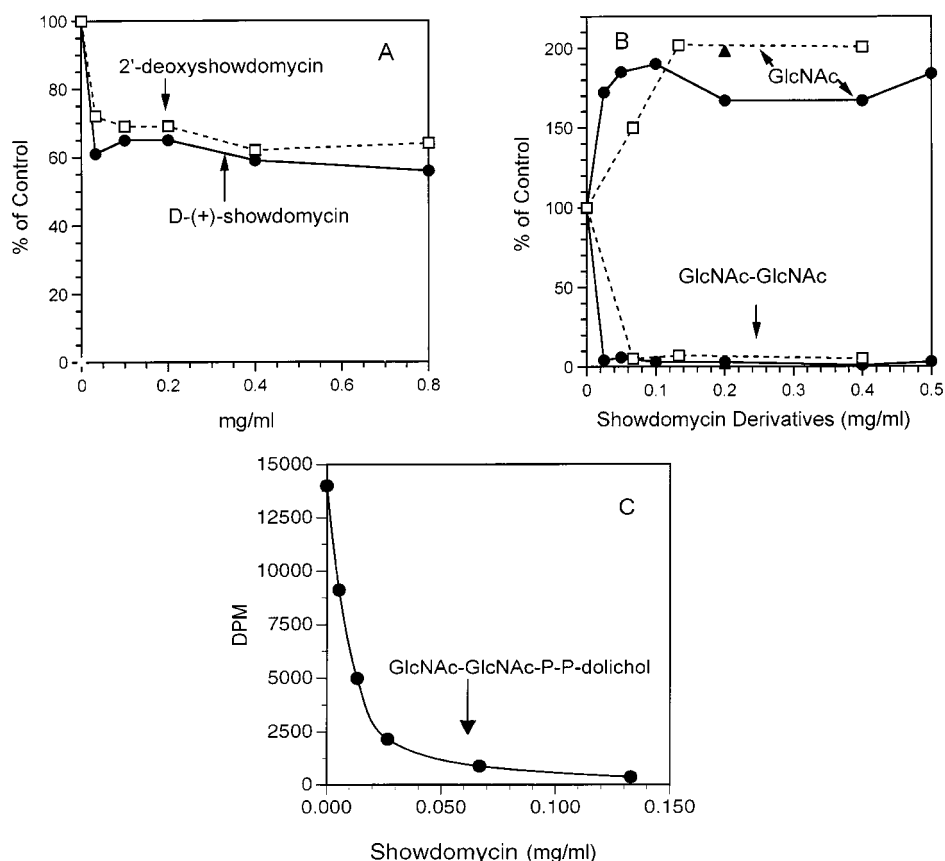 A
% of Control
100
80
60
40
20
0
2'-deoxyshowdomycin
D-(+)-showdomycin
0 0.2 0.4 0.6 0.8
mg/ml
B
% of Control
200
150
100
50
0
GlcNAc
GlcNAc-GlcNAc
0 0.1 0.2 0.3 0.4 0.5
Showdomycin Derivatives (mg/ml)
C
DPM
15000
12500
10000
7500
5000
2500
0
GlcNAc-GlcNAc-P-P-dolichol
0.000 0.050 0.100 0.150
Showdomycin (mg/ml)